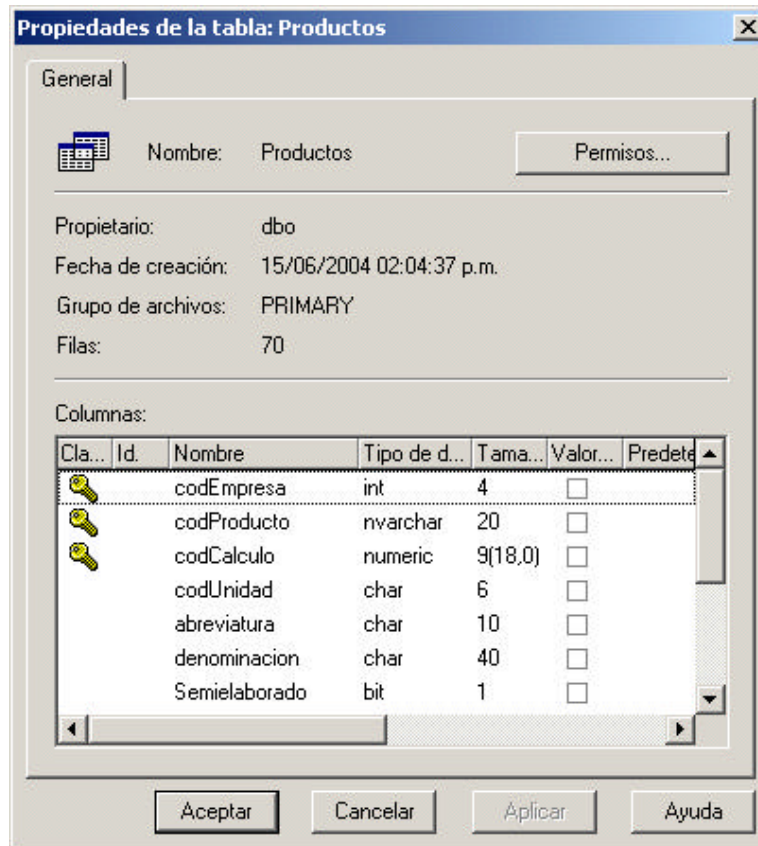 Propiedades de la tabla: Productos
General
Nombre: Productos Permisos...
Propietario: dbo
Fecha de creación: 15/06/2004 02:04:37 p.m.
Grupo de archivos: PRIMARY
Filas: 70
Columnas:
Cla... Id. Nombre Tipo de d... Tama... Valor... Predete
codEmpresa int 4
codProducto nvarchar 20
codCalculo numeric 9(18,0)
codUnidad char 6
abreviatura char 10
denominacion char 40
Semielaborado bit 1
Aceptar Cancelar Aplicar Ayuda